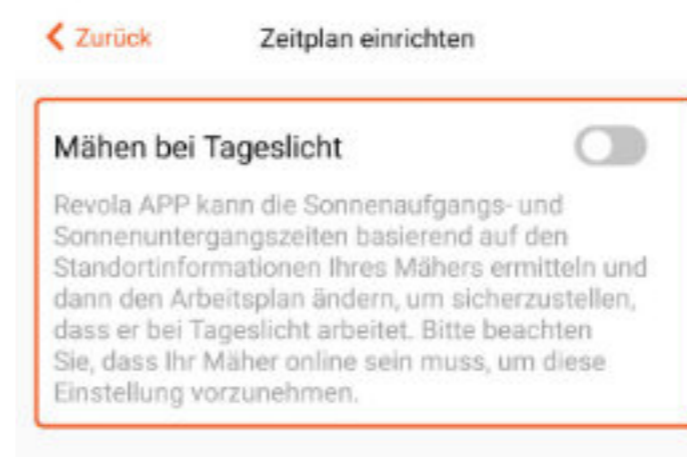 Zurück Zeitplan einrichten
Mähen bei Tageslicht
Revola APP kann die Sonnenaufgangs- und
Sonnenuntergangszeiten basierend auf den
Standortinformationen Ihres Mähers ermitteln und
dann den Arbeitsplan ändern, um sicherzustellen,
dass er bei Tageslicht arbeitet. Bitte beachten
Sie, dass Ihr Mäher online sein muss, um diese
Einstellung vorzunehmen.